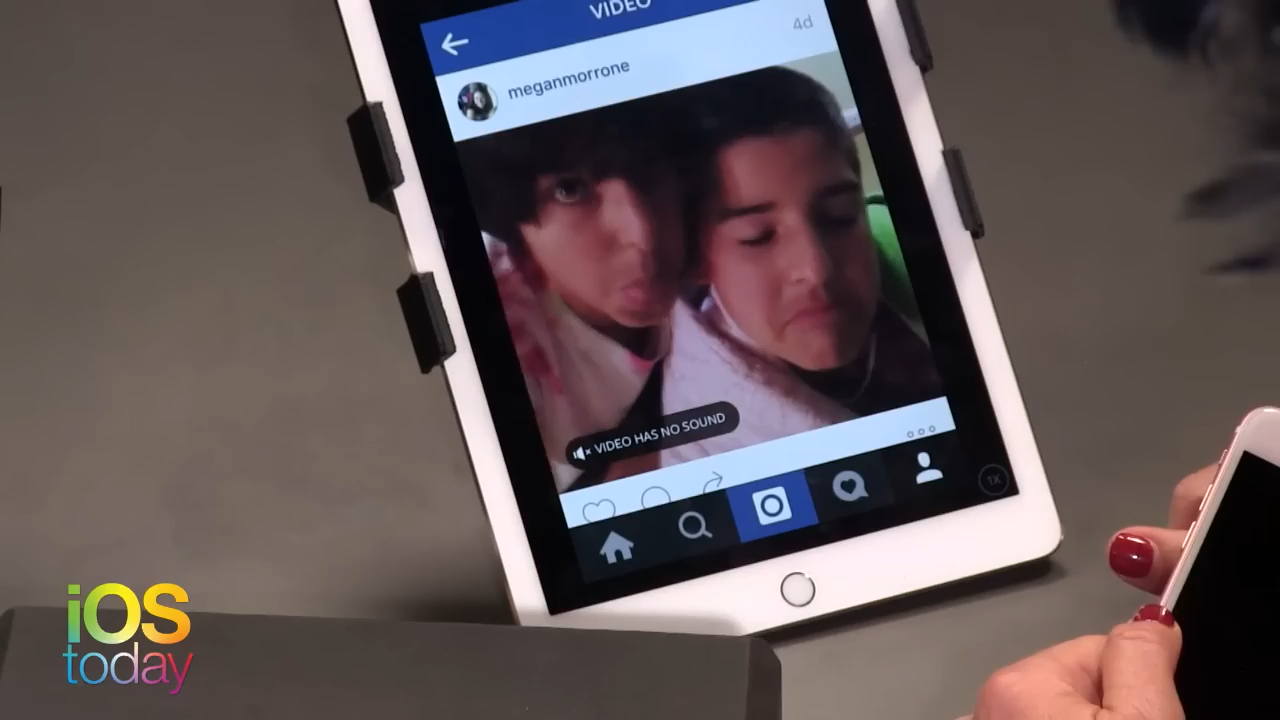 VIDEO
4d
meganmorrone
VIDEO HAS NO SOUND
1X
iOS
today